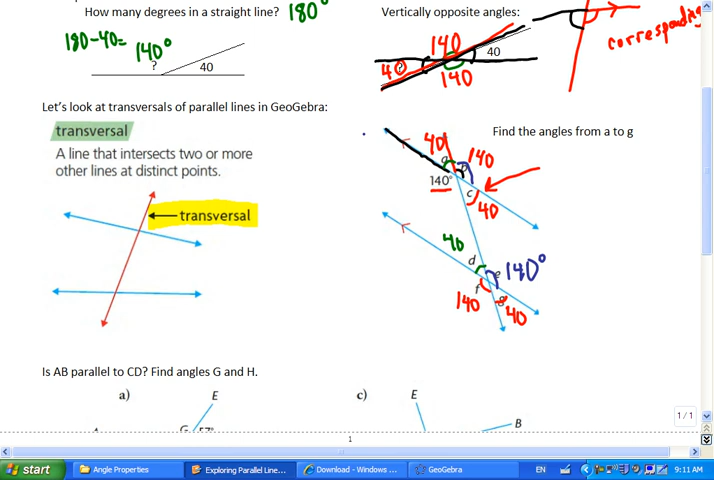 How many degrees in a straight line? 180°
180-40= 140°
? 40
Vertically opposite angles:
140
40
40
?
140
corresponding
Let's look at transversals of parallel lines in GeoGebra:
transversal
A line that intersects two or more
other lines at distinct points.
transversal
Find the angles from a to g
40
a
b
140
140°
c
40
40
d
e
140°
f
140
g
40
Is AB parallel to CD? Find angles G and H.
a)
E
G
57°
c)
E
B
1/1
1
start
Angle Properties
Exploring Parallel Line...
Download - Windows ...
GeoGebra
EN
9:11 AM